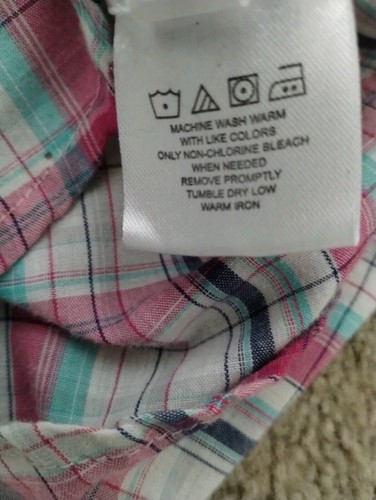 MACHINE WASH WARM
WITH LIKE COLORS
ONLY NON-CHLORINE BLEACH
WHEN NEEDED
REMOVE PROMPTLY
TUMBLE DRY LOW
WARM IRON